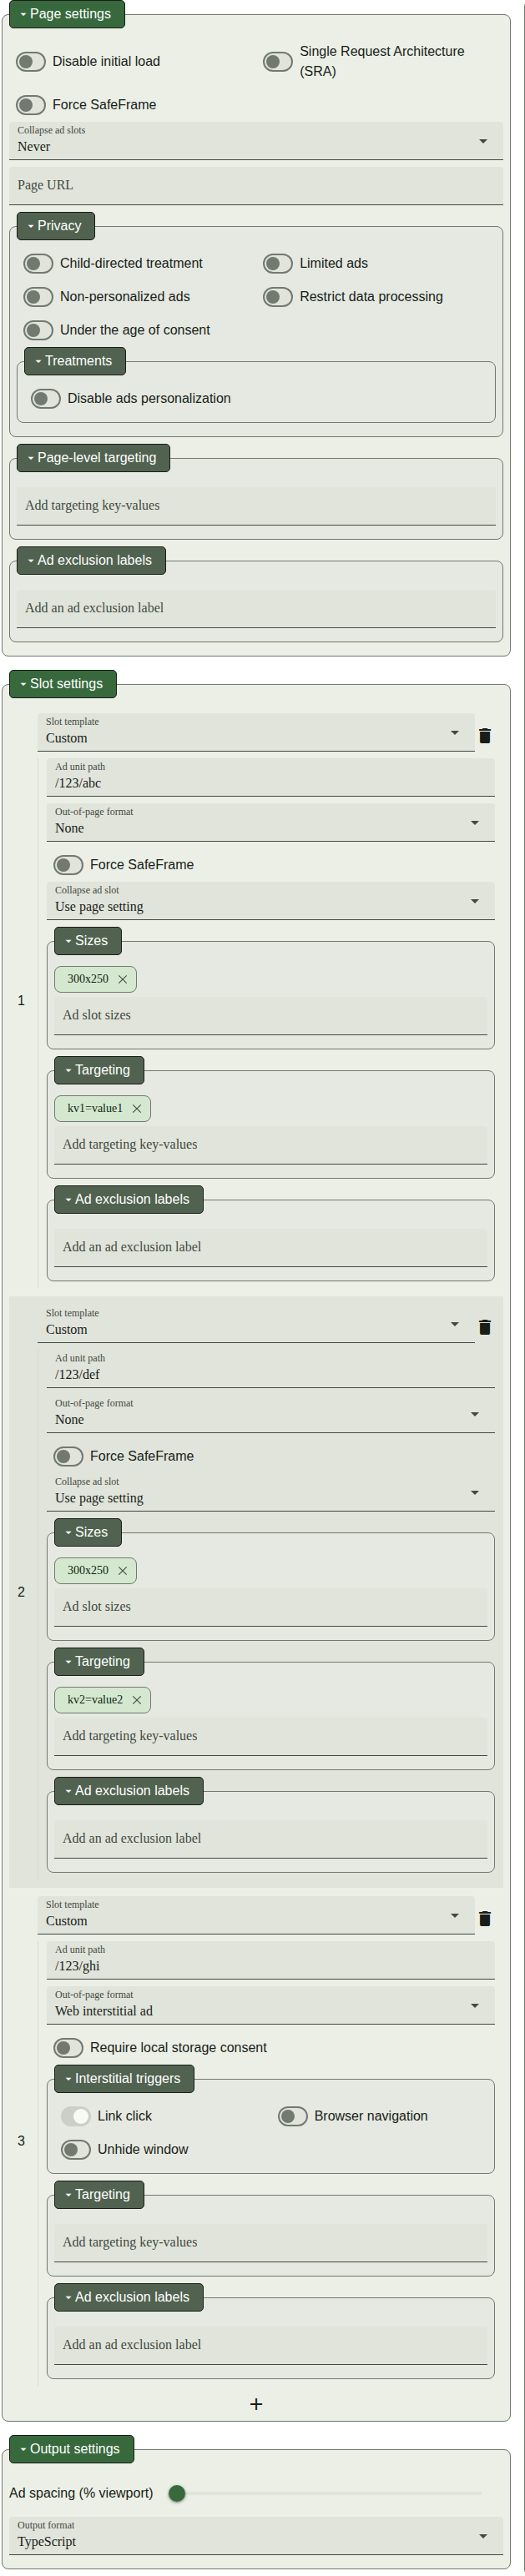 Page settings
Disable initial load
Single Request Architecture
(SRA)
Force SafeFrame
Collapse ad slots
Never
Page URL
Privacy
Child-directed treatment
Limited ads
Non-personalized ads
Restrict data processing
Under the age of consent
Treatments
Disable ads personalization
Page-level targeting
Add targeting key-values
Ad exclusion labels
Add an ad exclusion label
Slot settings
1
Slot template
Custom
Ad unit path
/123/abc
Out-of-page format
None
Force SafeFrame
Collapse ad slot
Use page setting
Sizes
300x250
Ad slot sizes
Targeting
kv1=value1
Add targeting key-values
Ad exclusion labels
Add an ad exclusion label
2
Slot template
Custom
Ad unit path
/123/def
Out-of-page format
None
Force SafeFrame
Collapse ad slot
Use page setting
Sizes
300x250
Ad slot sizes
Targeting
kv2=value2
Add targeting key-values
Ad exclusion labels
Add an ad exclusion label
3
Slot template
Custom
Ad unit path
/123/ghi
Out-of-page format
Web interstitial ad
Require local storage consent
Interstitial triggers
Link click
Browser navigation
Unhide window
Targeting
Add targeting key-values
Ad exclusion labels
Add an ad exclusion label
+
Output settings
Ad spacing (% viewport)
Output format
TypeScript